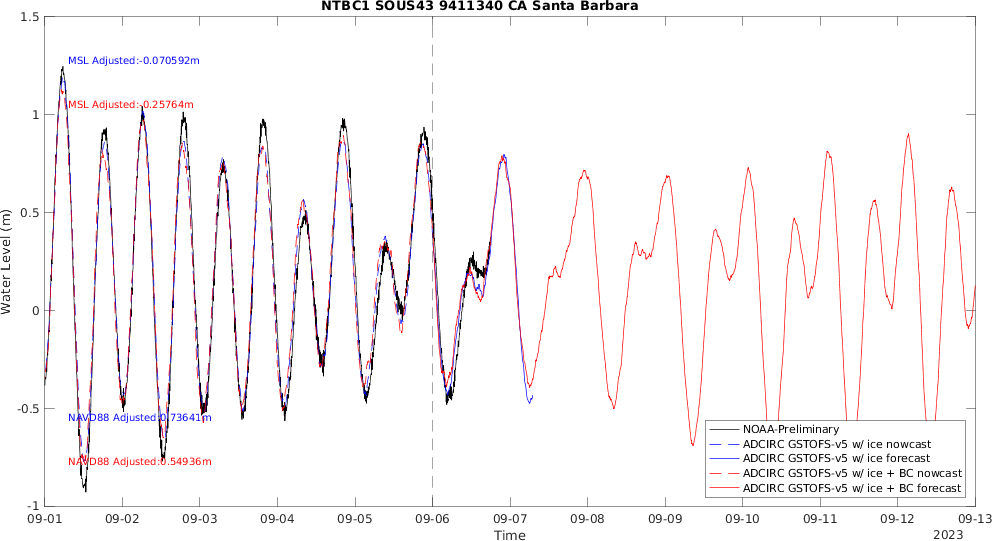 NTBC1 SOUS43 9411340 CA Santa Barbara
1.5
MSL Adjusted:-0.070592m
MSL Adjusted:-0.25764m
1
0.5
Water Level (m)
0
-0.5
NAVD88 Adjusted:0.73641m
NAVD88 Adjusted:0.54936m
-1
NOAA-Preliminary
ADCIRC GSTOFS-v5 w/ ice nowcast
ADCIRC GSTOFS-v5 w/ ice forecast
ADCIRC GSTOFS-v5 w/ ice + BC nowcast
ADCIRC GSTOFS-v5 w/ ice + BC forecast
09-01 09-02 09-03 09-04 09-05 09-06 09-07 09-08 09-09 09-10 09-11 09-12 09-13
Time
2023